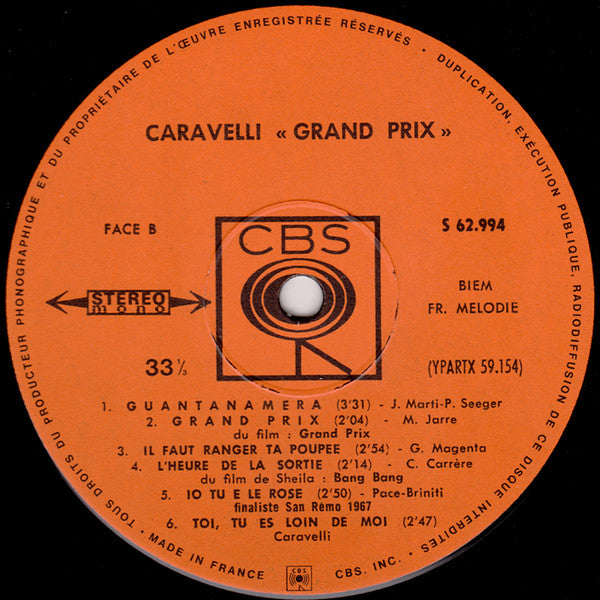 TOUS DROITS DU PRODUCTEUR PHONOGRAPHIQUE ET DU PROPRIÉTAIRE DE L'ŒUVRE ENREGISTRÉE RÉSERVÉS • DUPLICATION, EXÉCUTION PUBLIQUE, RADIODIFFUSION DE CE DISQUE INTERDITES •
CARAVELLI « GRAND PRIX »
FACE B
S 62.994
CBS
STEREO
mono
BIEM
FR. MELODIE
33 ⅓
(YPARTX 59.154)
1. GUANTANAMERA (3'31) - J. Marti-P. Seeger
2. GRAND PRIX (2'04) - M. Jarre
du film : Grand Prix
3. IL FAUT RANGER TA POUPEE (2'54) - G. Magenta
4. L'HEURE DE LA SORTIE (2'14) - C. Carrère
du film de Sheila : Bang Bang
5. IO TU E LE ROSE (2'50) - Pace-Briniti
finaliste San Rémo 1967
6. TOI, TU ES LOIN DE MOI (2'47)
Caravelli
• MADE IN FRANCE
CBS
CBS. INC. •